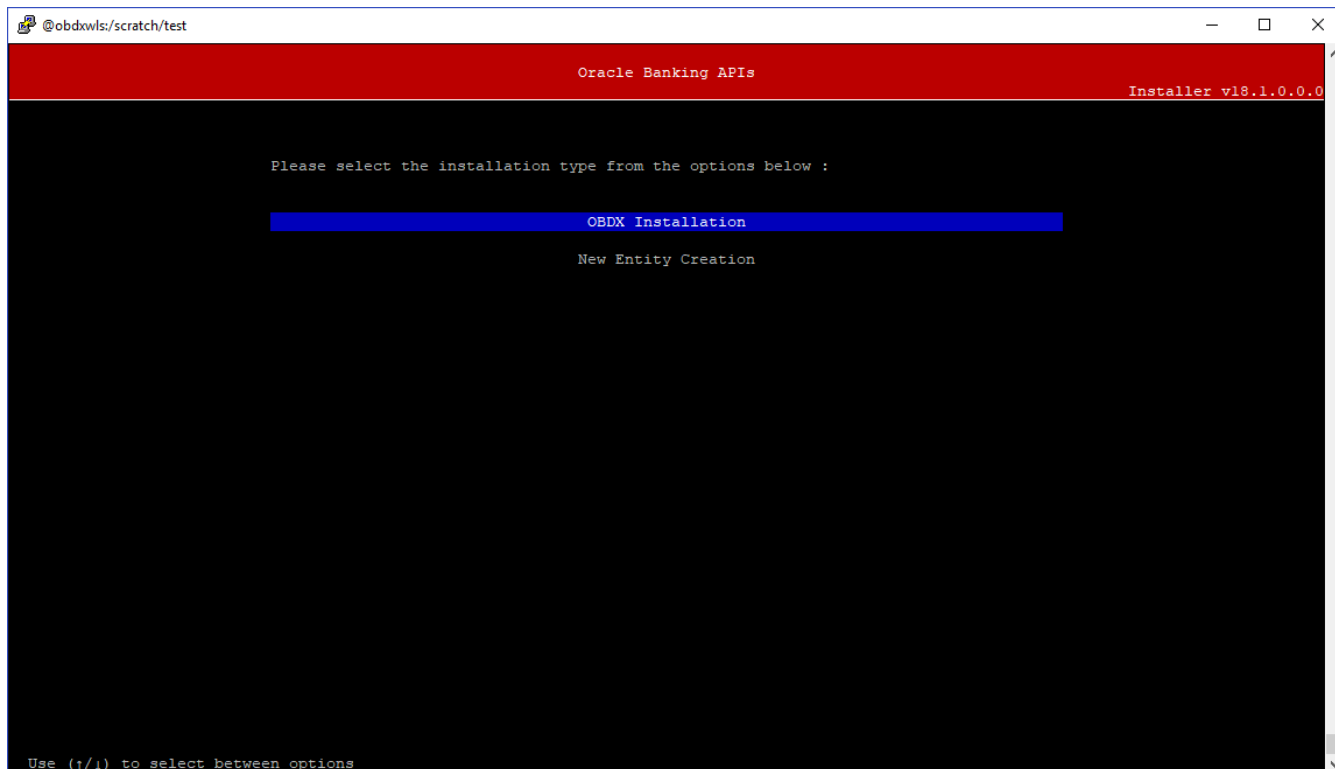 @obdxwls:/scratch/test
Oracle Banking APIs
Installer v18.1.0.0.0
Please select the installation type from the options below :
OBDX Installation
New Entity Creation
Use (↑/↓) to select between options